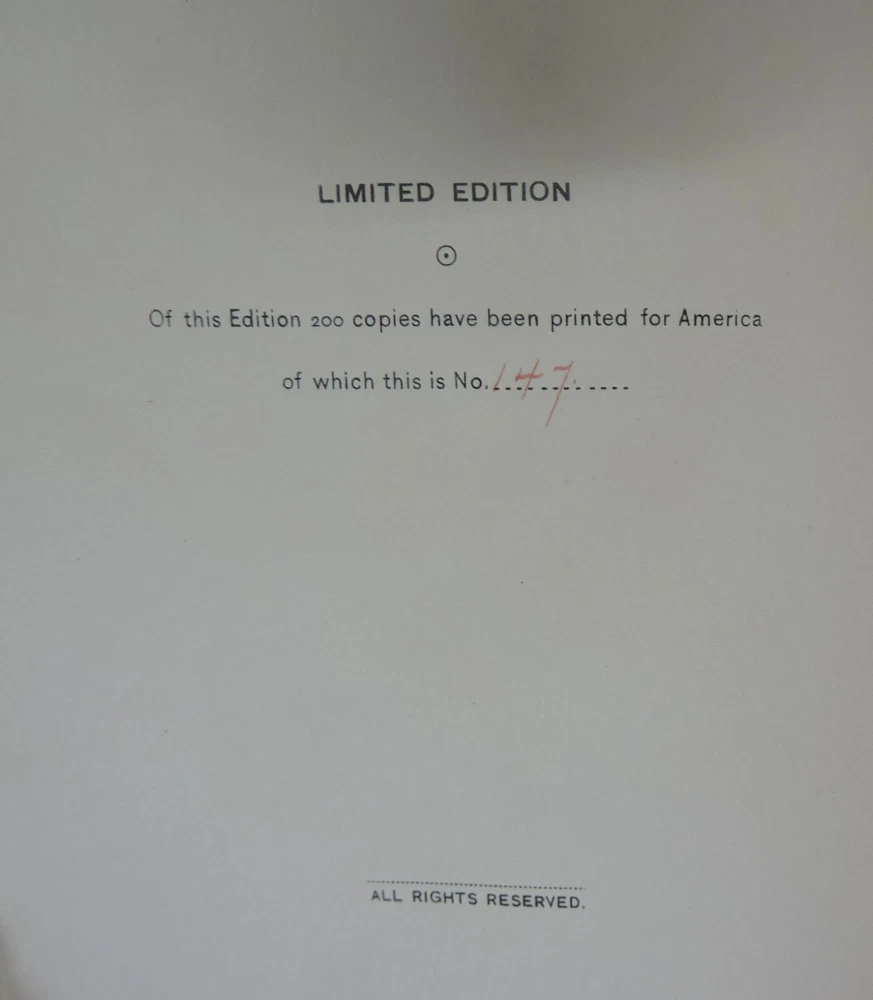 LIMITED EDITION
Of this Edition 200 copies have been printed for America
of which this is No. 147
ALL RIGHTS RESERVED.